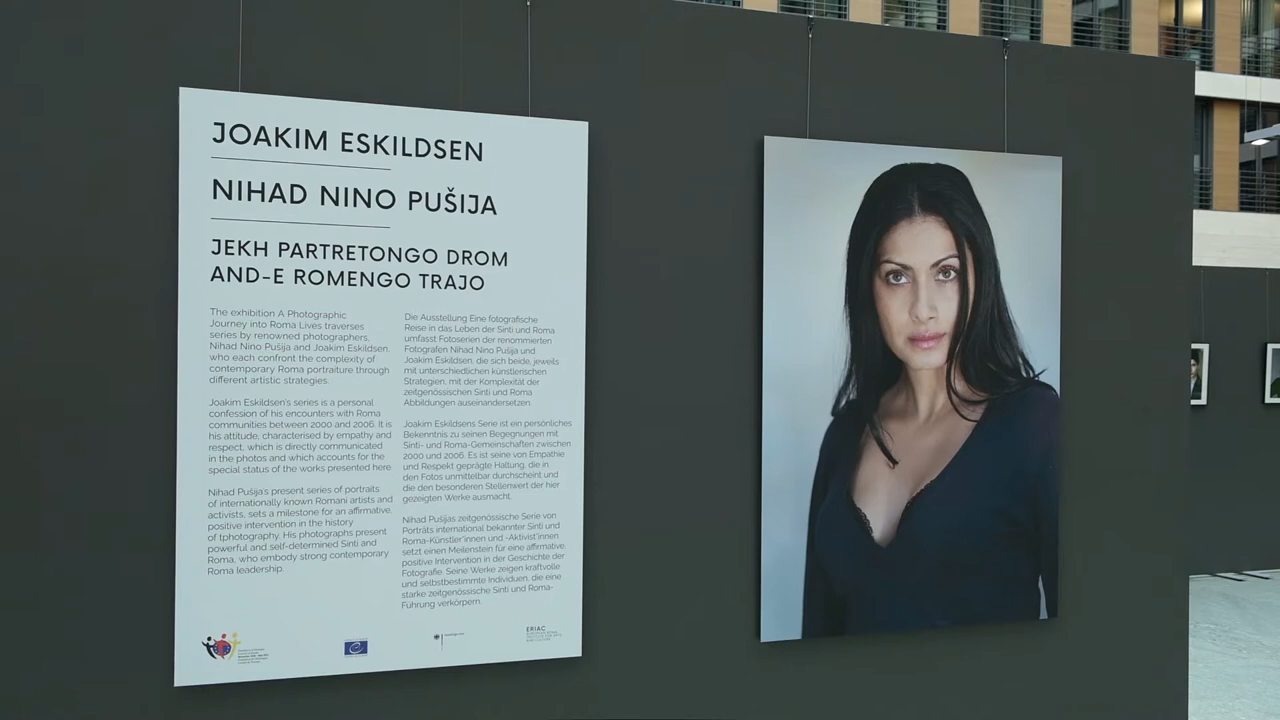 JOAKIM ESKILDSEN
NIHAD NINO PUŠIJA
JEKH PARTRETONGO DROM
AND-E ROMENGO TRAJO
The exhibition A Photographic
Journey into Roma Lives traverses
series by renowned photographers,
Nihad Nino Pušija and Joakim Eskildsen,
who each confront the complexity of
contemporary Roma portraiture through
different artistic strategies.
Joakim Eskildsen's series is a personal
confession of his encounters with Roma
communities between 2000 and 2006. It is
his attitude, characterised by empathy and
respect, which is directly communicated
in the photos and which accounts for the
special status of the works presented here.
Nihad Pušija's present series of portraits
of internationally known Romani artists and
activists, sets a milestone for an affirmative,
positive intervention in the history
of tphotography. His photographs present
powerful and self-determined Sinti and
Roma, who embody strong contemporary
Roma leadership.
Die Ausstellung Eine fotografische
Reise in das Leben der Sinti und Roma
umfasst Fotoserien der renommierten
Fotografen Nihad Nino Pušija und
Joakim Eskildsen, die sich beide, jeweils
mit unterschiedlichen künstlerischen
Strategien, mit der Komplexität der
zeitgenössischen Sinti und Roma
Abbildungen auseinandersetzen.
Joakim Eskildsens Serie ist ein persönliches
Bekenntnis zu seinen Begegnungen mit
Sinti- und Roma-Gemeinschaften zwischen
2000 und 2006. Es ist seine von Empathie
und Respekt geprägte Haltung, die in
den Fotos unmittelbar durchscheint und
die den besonderen Stellenwert der hier
gezeigten Werke ausmacht.
Nihad Pušijas zeitgenössische Serie von
Porträts international bekannter Sinti und
Roma-Künstler*innen und -Aktivist*innen
setzt einen Meilenstein für eine affirmative,
positive Intervention in der Geschichte der
Fotografie. Seine Werke zeigen kraftvolle
und selbstbestimmte Individuen, die eine
starke zeitgenössische Sinti und Roma-
Führung verkörpern.
ERIAC